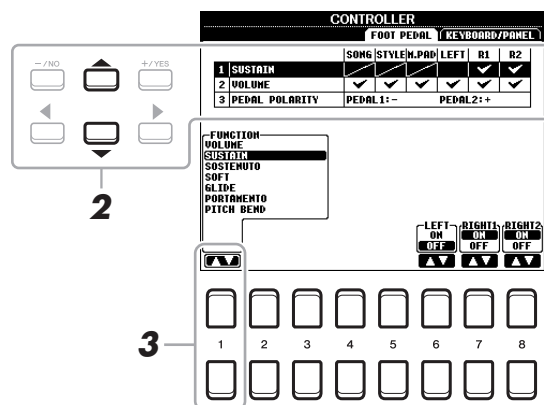 CONTROLLER
FOOT PEDAL KEYBOARD/PANEL
SONG STYLE M.PAD LEFT R1 R2
1 SUSTAIN
2 VOLUME
3 PEDAL POLARITY PEDAL1:- PEDAL2:+
-/NO +/YES
2
FUNCTION
VOLUME
SUSTAIN
SOSTENUTO
SOFT
GLIDE
PORTAMENTO
PITCH BEND
LEFT RIGHT1 RIGHT2
ON ON ON
OFF OFF OFF
3
1 2 3 4 5 6 7 8